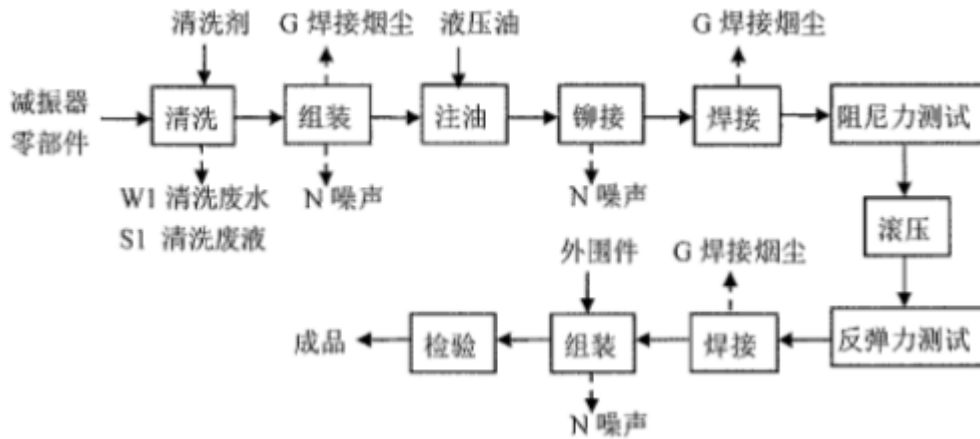 清洗剂
G 焊接烟尘
液压油
G 焊接烟尘
减振器
零部件
清洗
组装
注油
铆接
焊接
阻尼力测试
W1 清洗废水
S1 清洗废液
N 噪声
N 噪声
滚压
外围件
G 焊接烟尘
成品
检验
组装
焊接
反弹力测试
N 噪声